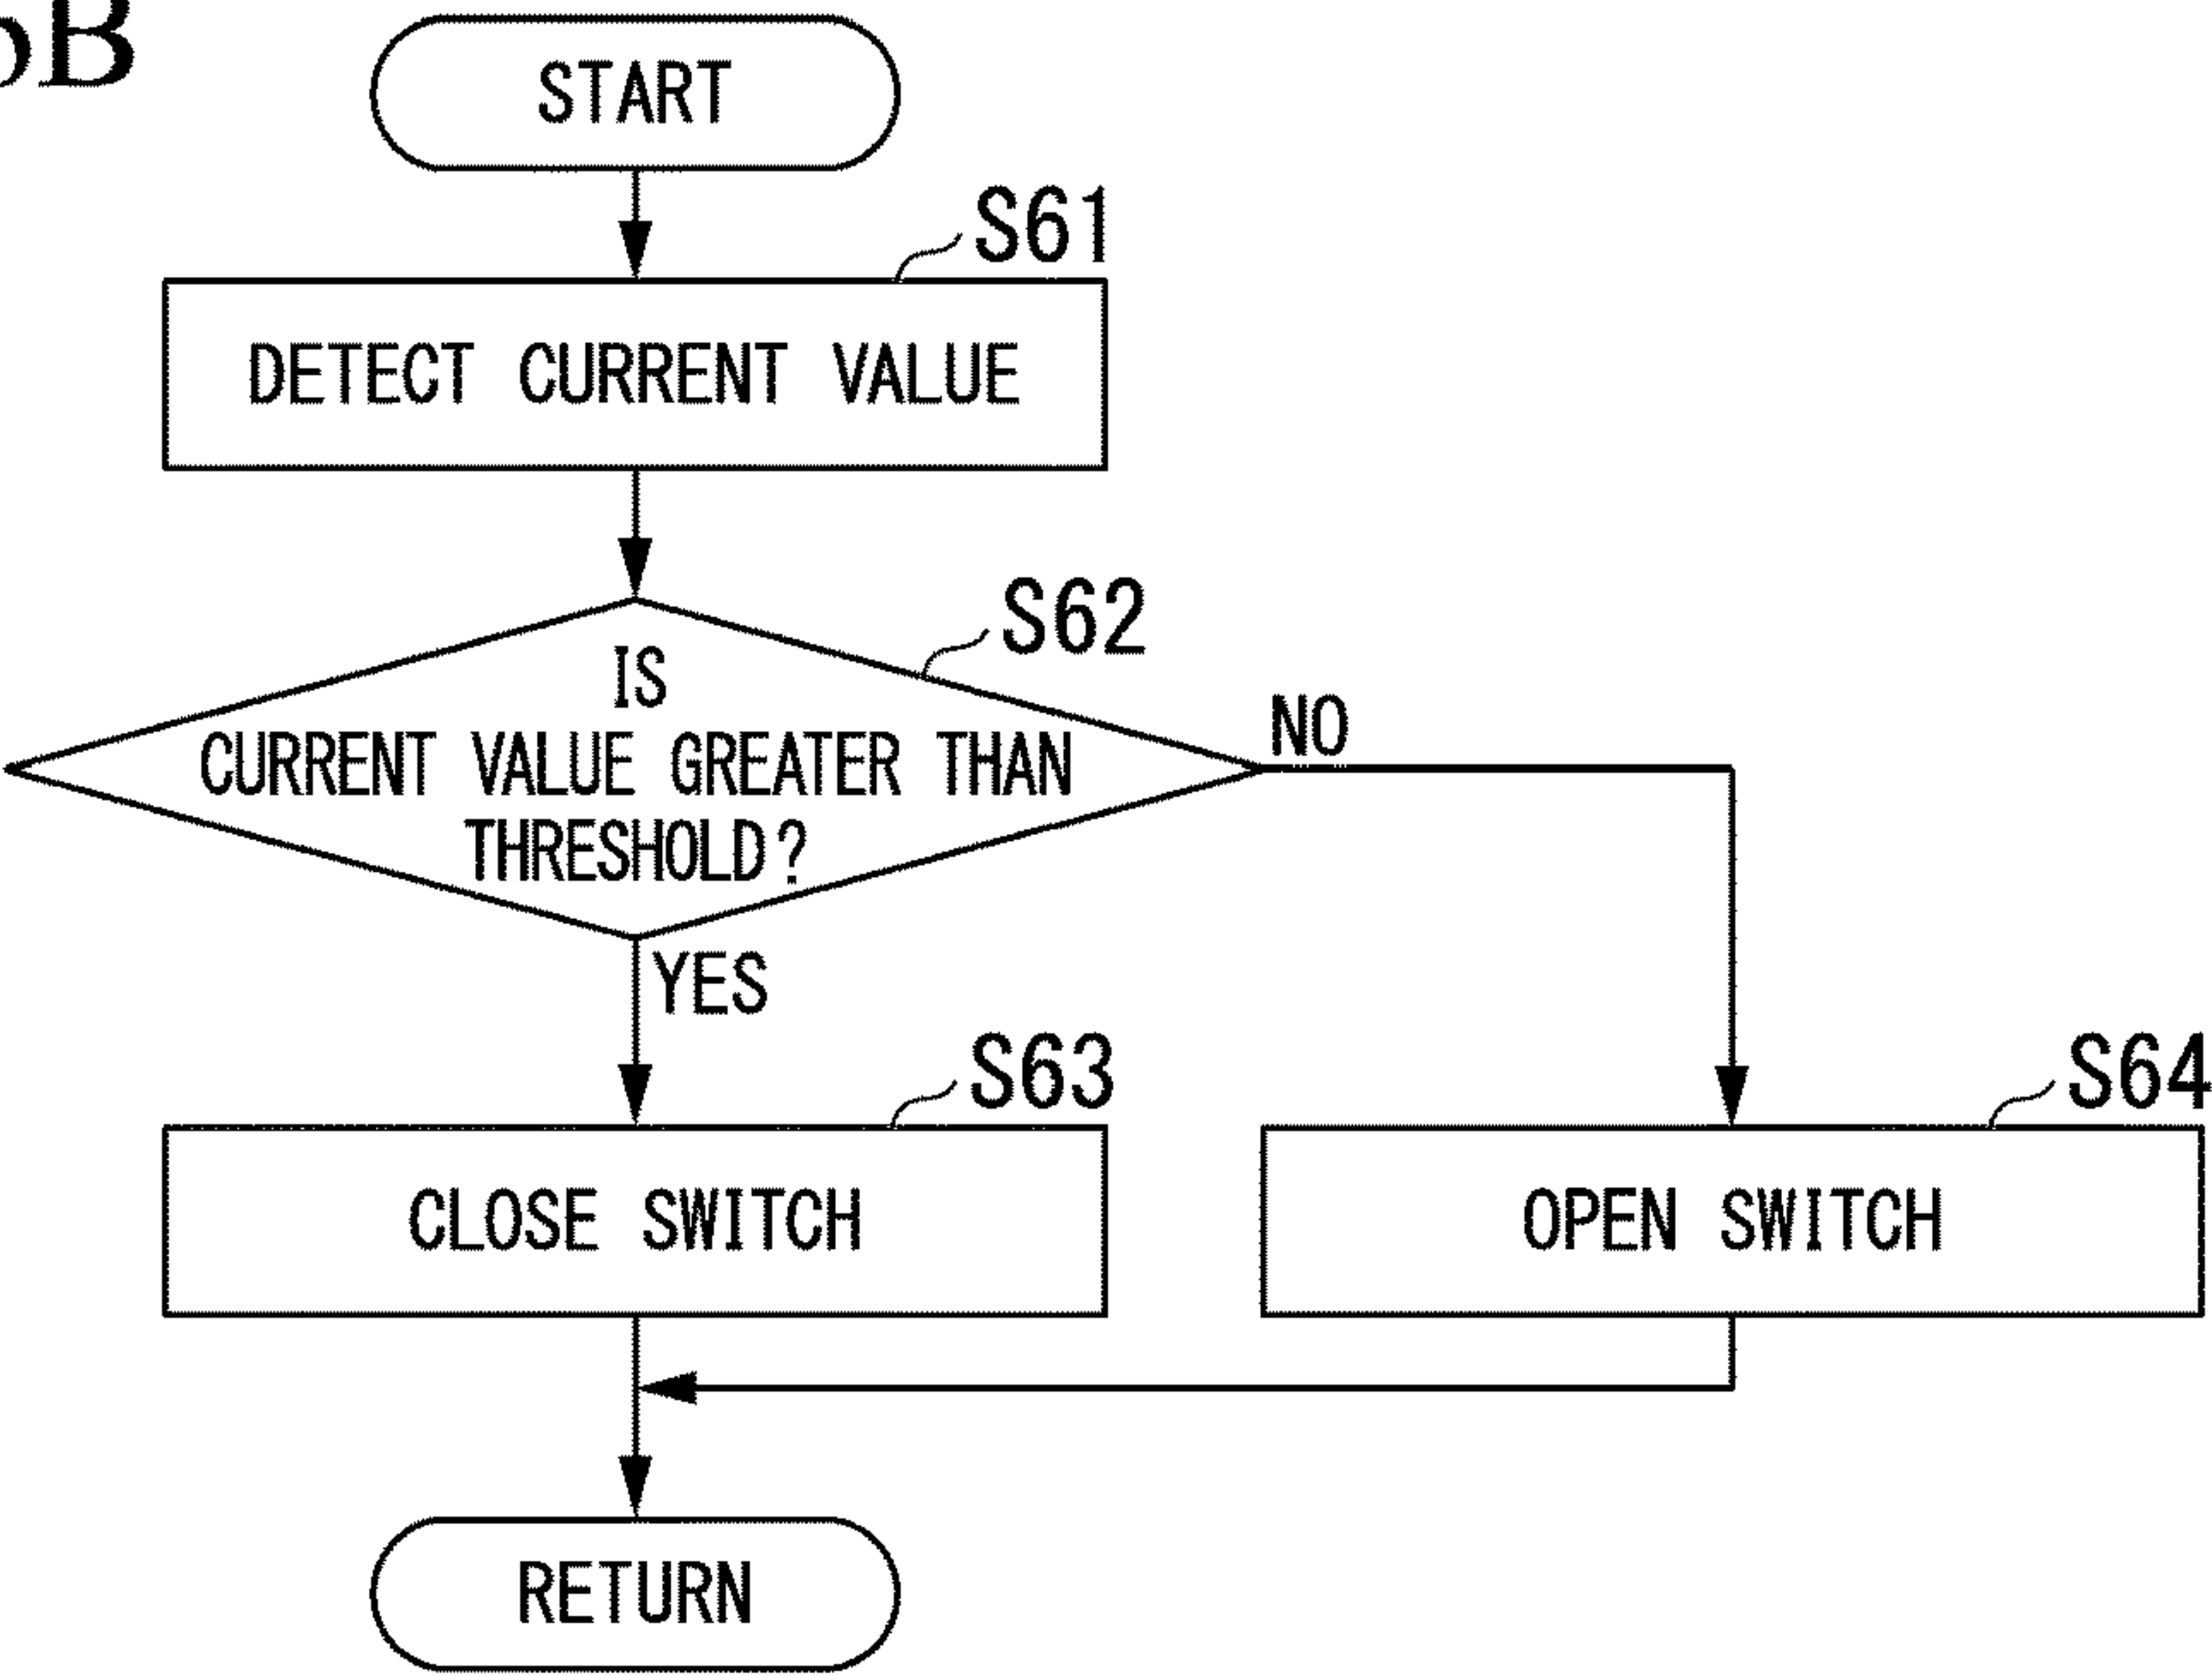 B
START
S61
DETECT CURRENT VALUE
S62
IS
CURRENT VALUE GREATER THAN
THRESHOLD?
NO
YES
S63
S64
CLOSE SWITCH
OPEN SWITCH
RETURN